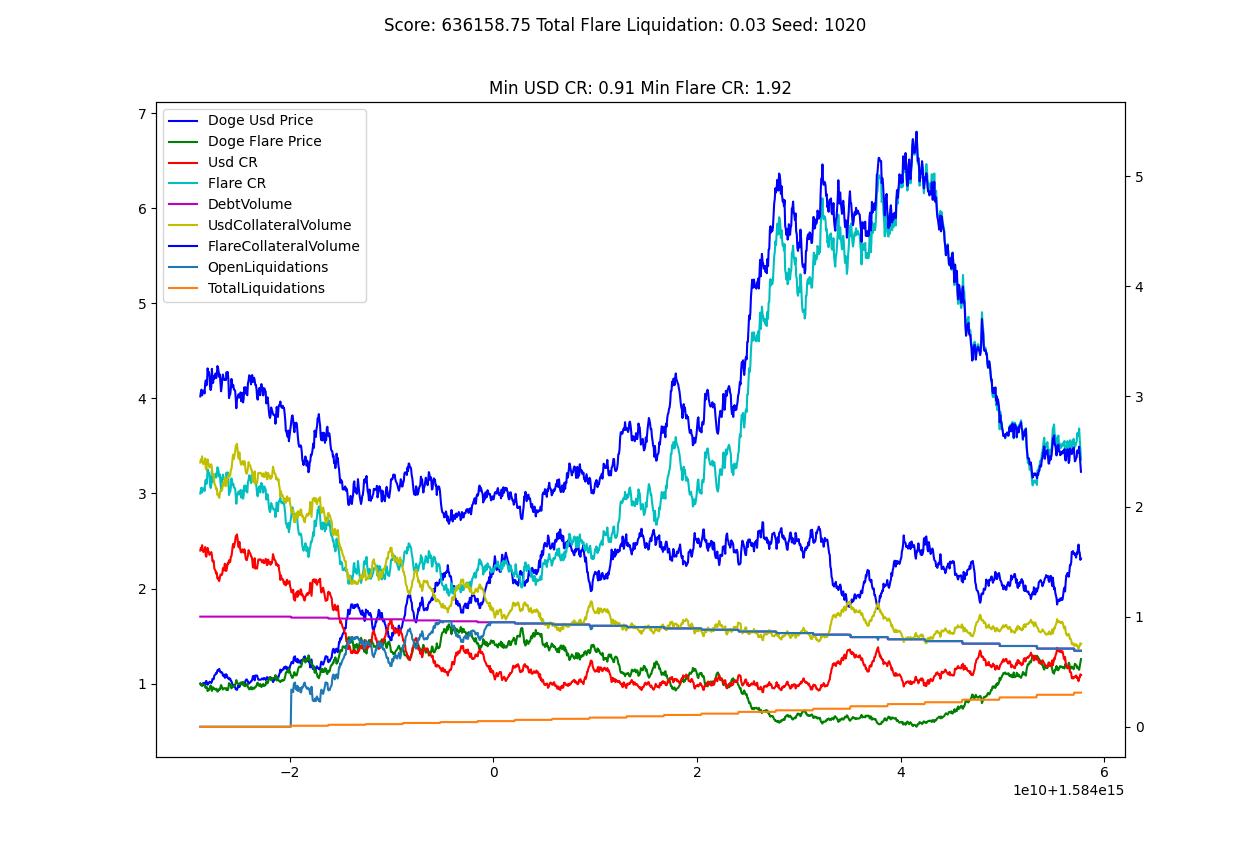 Score: 636158.75 Total Flare Liquidation: 0.03 Seed: 1020
Min USD CR: 0.91 Min Flare CR: 1.92
Doge Usd Price
Doge Flare Price
Usd CR
Flare CR
DebtVolume
UsdCollateralVolume
FlareCollateralVolume
OpenLiquidations
TotalLiquidations
7
6
5
4
3
2
1
5
4
3
2
1
0
−2 0 2 4 6
1e10+1.584e15